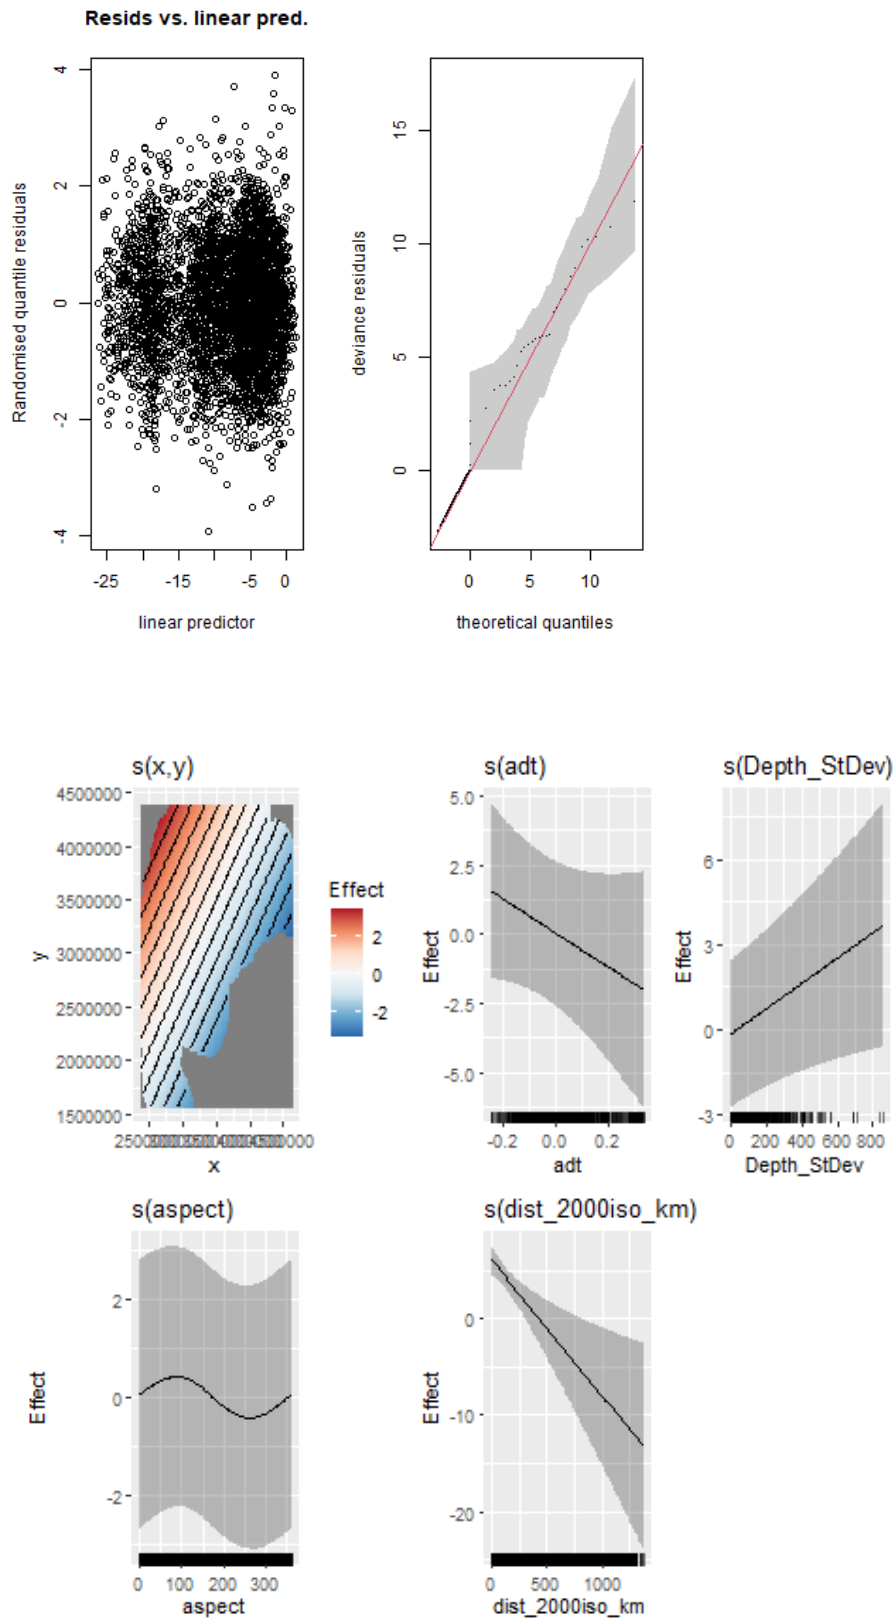 Resids vs. linear pred.
Randomised quantile residuals
4
2
0
-2
-4
-25
-15
-5
0
linear predictor
deviance residuals
15
10
5
0
0
5
10
theoretical quantiles
s(x,y)
y
4500000
4000000
3500000
3000000
2500000
2000000
1500000
x
Effect
2
0
-2
s(adt)
Effect
5.0
2.5
0.0
-2.5
-5.0
-0.2
0.0
0.2
adt
s(Depth_StDev)
Effect
6
3
0
-3
0
200
400
600
800
Depth_StDev
s(aspect)
Effect
2
0
-2
0
100
200
300
aspect
s(dist_2000iso_km)
Effect
0
-10
-20
0
500
1000
dist_2000iso_km